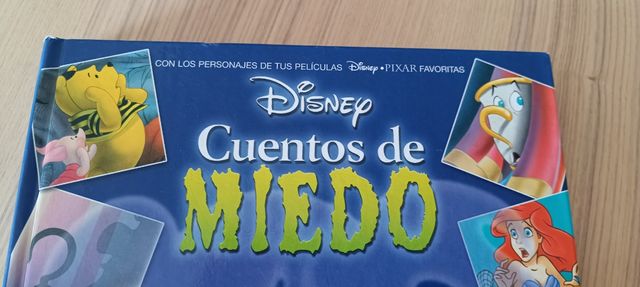 CON LOS PERSONAJES DE TUS PELÍCULAS Disney • PIXAR FAVORITAS
DISNEY
Cuentos de
MIEDO